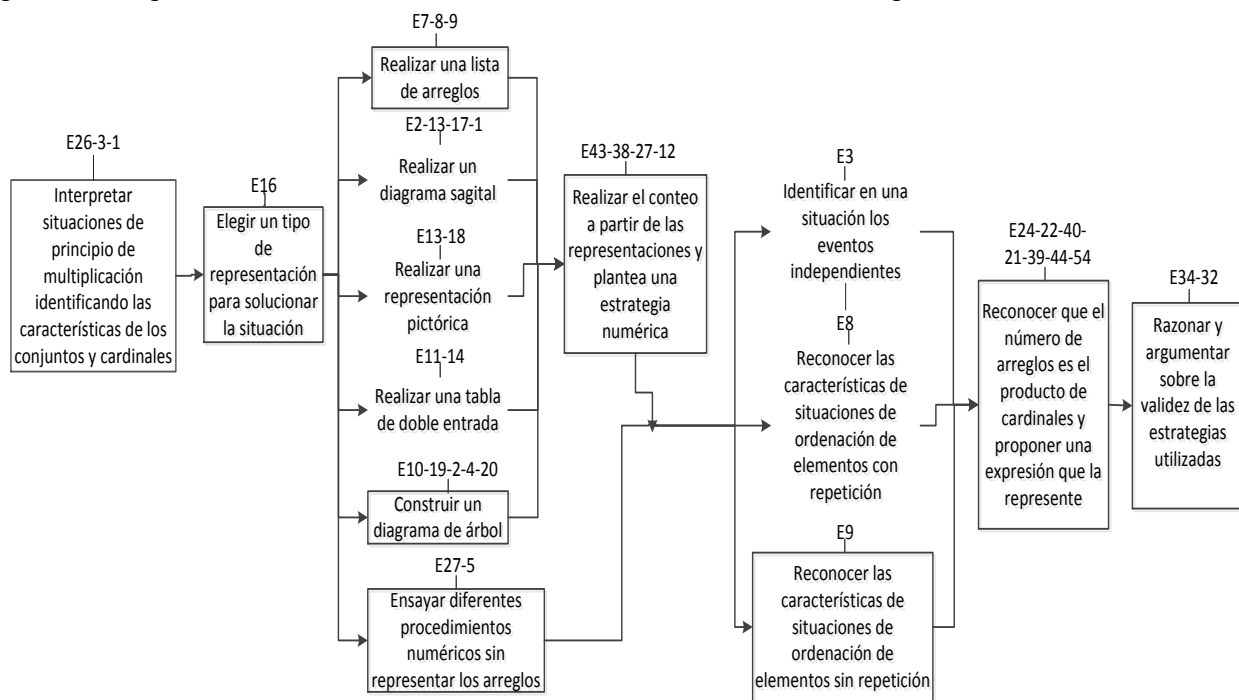 E26-3-1
Interpretar
situaciones de
principio de
multiplicación
identificando las
características de los
conjuntos y cardinales
E16
Elegir un tipo
de
representación
para solucionar
la situación
E7-8-9
Realizar una lista
de arreglos
E2-13-17-1
Realizar un
diagrama sagital
E13-18
Realizar una
representación
pictórica
E11-14
Realizar una tabla
de doble entrada
E10-19-2-4-20
Construir un
diagrama de árbol
E27-5
Ensayar diferentes
procedimientos
numéricos sin
representar los arreglos
E43-38-27-12
Realizar el conteo
a partir de las
representaciones y
plantea una
estrategia
numérica
E3
Identificar en una
situación los
eventos
independientes
E8
Reconocer las
características de
situaciones de
ordenación de
elementos con
repetición
E9
Reconocer las
características de
situaciones de
ordenación de
elementos sin repetición
E24-22-40-
21-39-44-54
Reconocer que el
número de
arreglos es el
producto de
cardinales y
proponer una
expresión que la
represente
E34-32
Razonar y
argumentar
sobre la
validez de las
estrategias
utilizadas